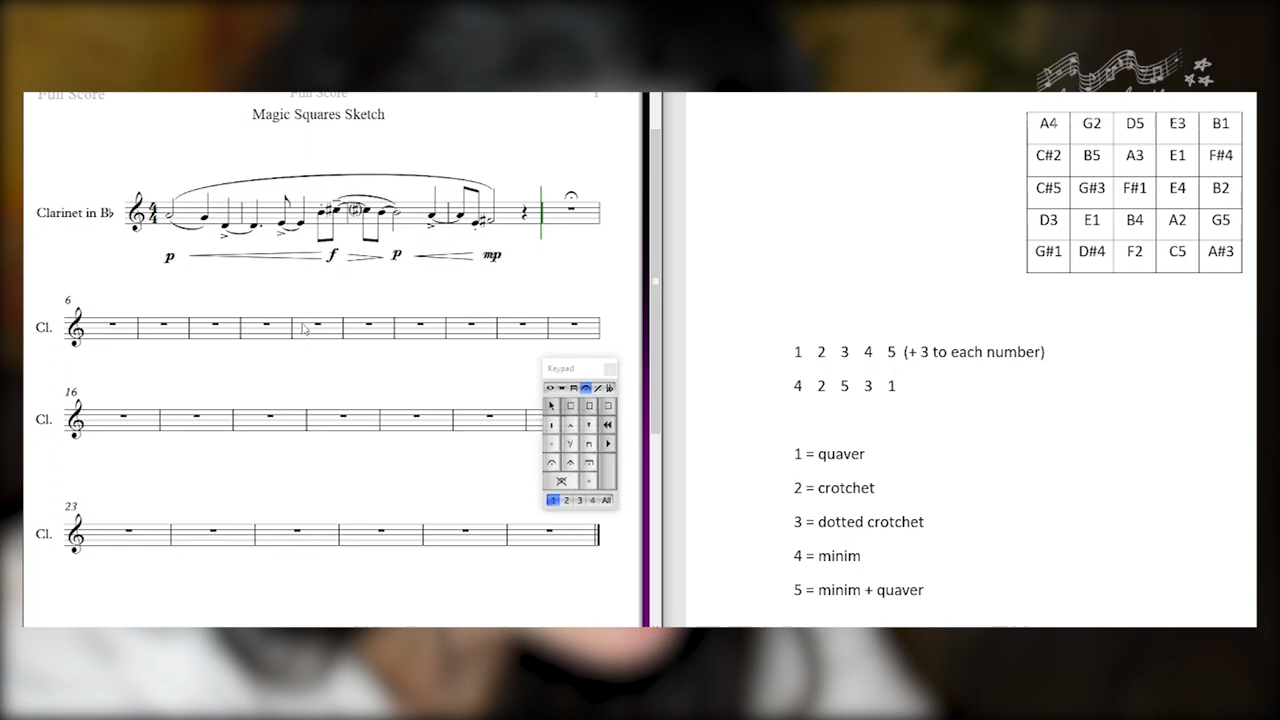 Full Score
Full Score
1
Magic Squares Sketch
Clarinet in B♭
p f p mp
6
Cl.
16
Cl.
23
Cl.
Keypad
1 2 3 4 All
A4 G2 D5 E3 B1
C#2 B5 A3 E1 F#4
C#5 G#3 F#1 E4 B2
D3 E1 B4 A2 G5
G#1 D#4 F2 C5 A#3
1 2 3 4 5 (+ 3 to each number)
4 2 5 3 1
1 = quaver
2 = crotchet
3 = dotted crotchet
4 = minim
5 = minim + quaver